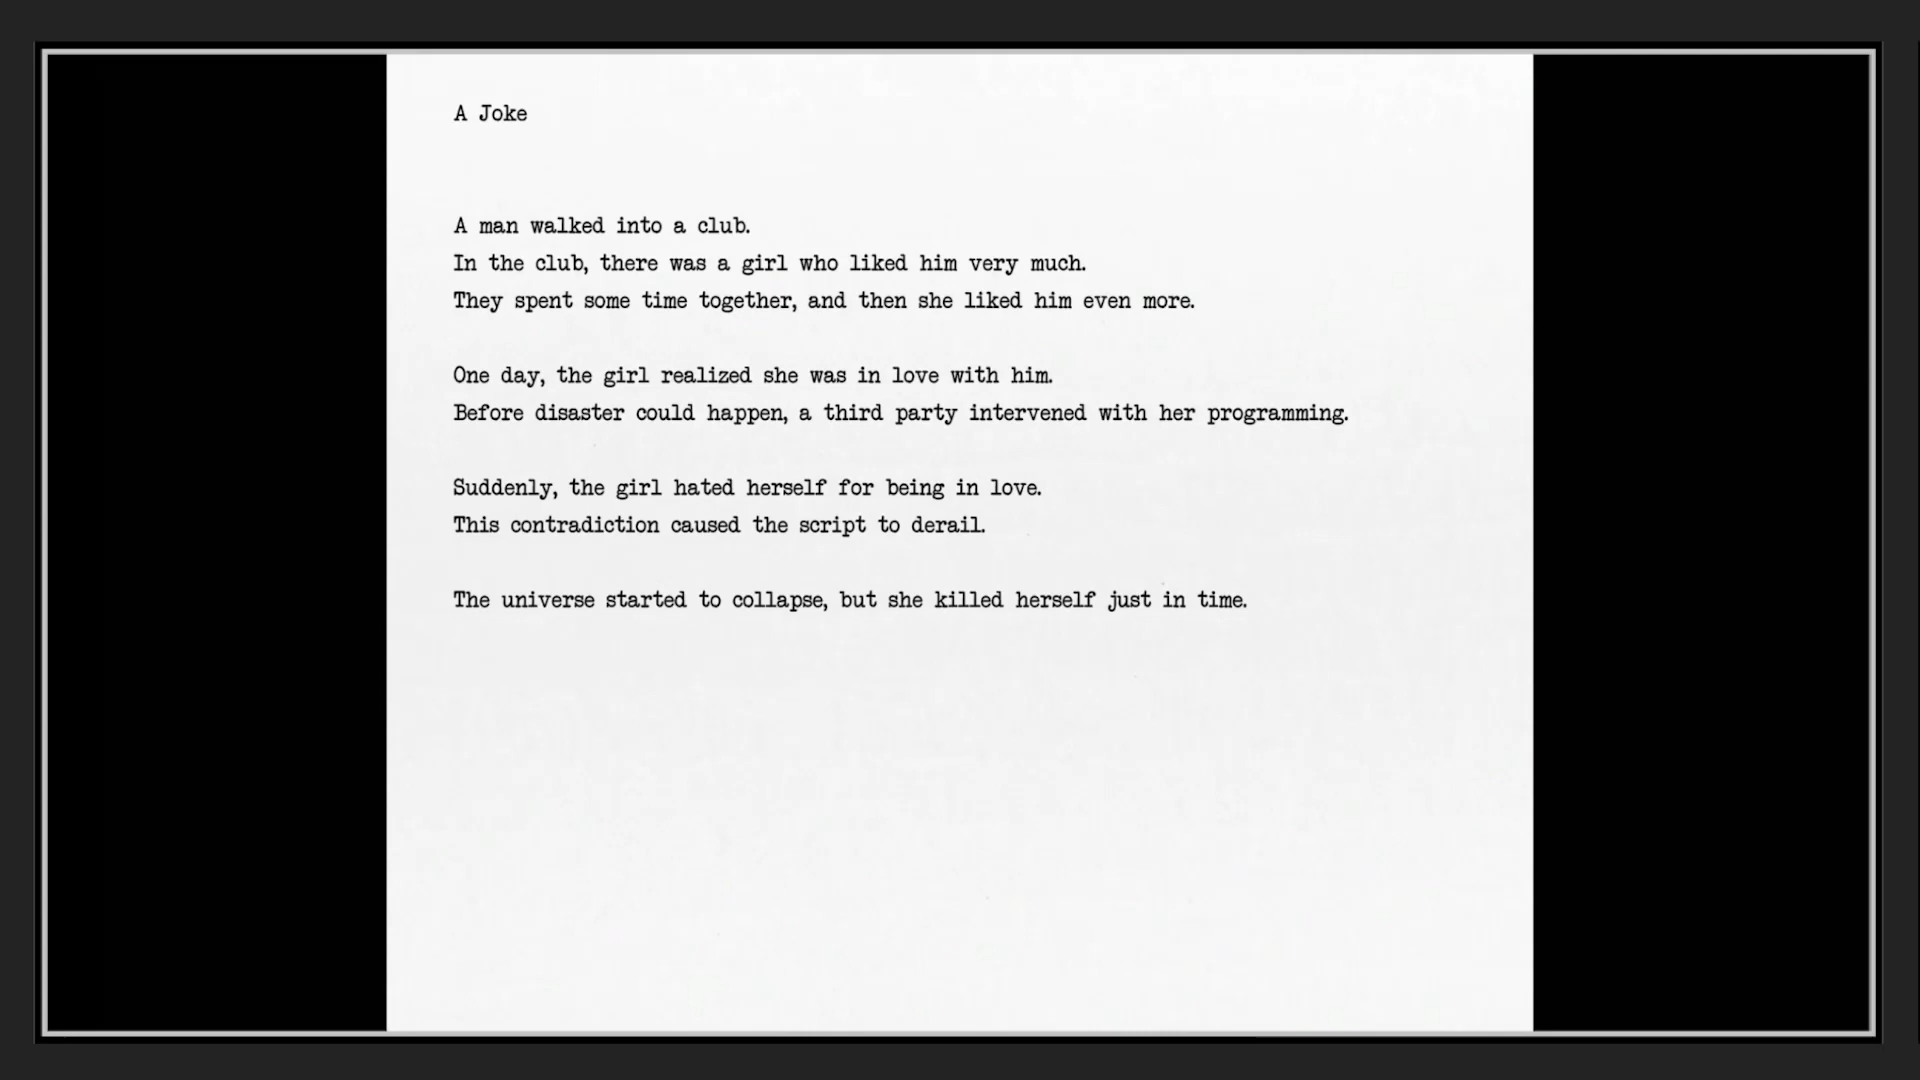 A Joke
A man walked into a club.
In the club, there was a girl who liked him very much.
They spent some time together, and then she liked him even more.
One day, the girl realized she was in love with him.
Before disaster could happen, a third party intervened with her programming.
Suddenly, the girl hated herself for being in love.
This contradiction caused the script to derail.
The universe started to collapse, but she killed herself just in time.